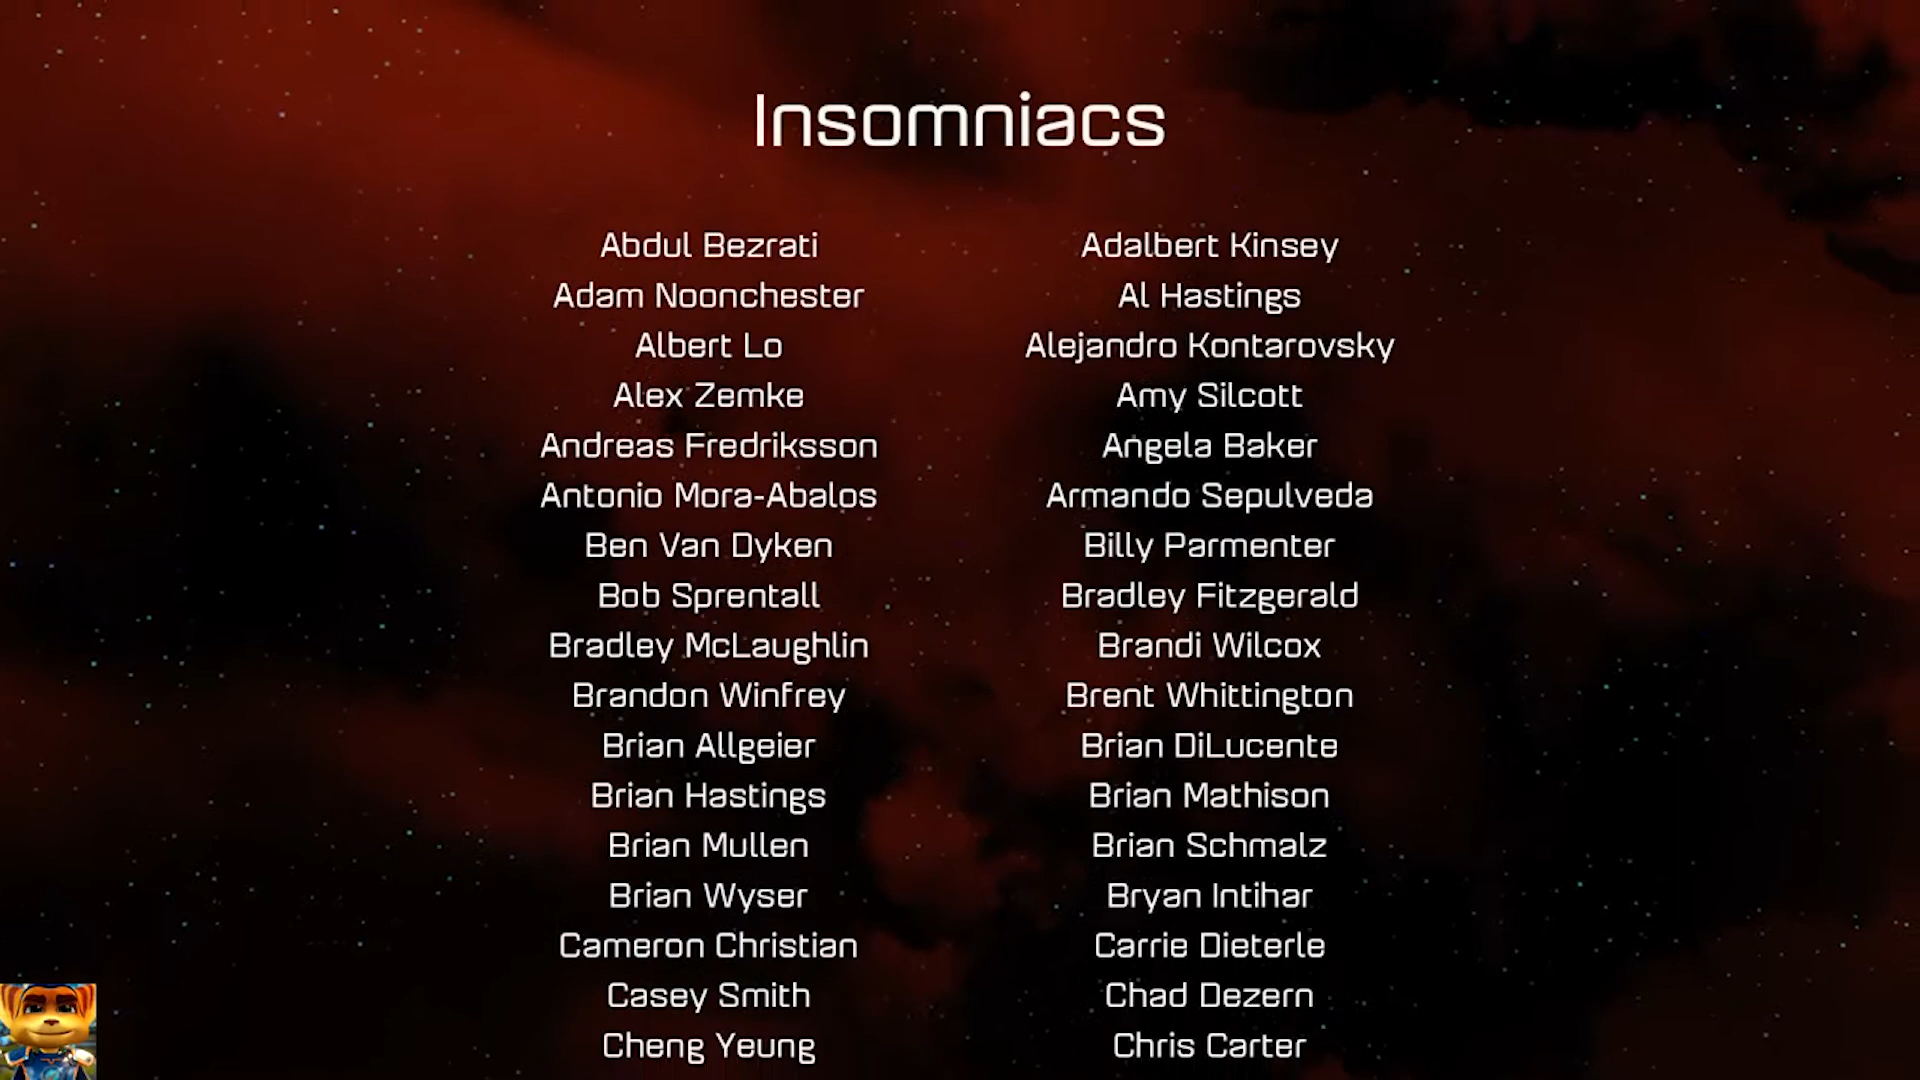 Insomniacs
Abdul Bezrati
Adalbert Kinsey
Adam Noonchester
Al Hastings
Albert Lo
Alejandro Kontarovsky
Alex Zemke
Amy Silcott
Andreas Fredriksson
Angela Baker
Antonio Mora-Abalos
Armando Sepulveda
Ben Van Dyken
Billy Parmenter
Bob Sprentall
Bradley Fitzgerald
Bradley McLaughlin
Brandi Wilcox
Brandon Winfrey
Brent Whittington
Brian Allgeier
Brian DiLucente
Brian Hastings
Brian Mathison
Brian Mullen
Brian Schmalz
Brian Wyser
Bryan Intihar
Cameron Christian
Carrie Dieterle
Casey Smith
Chad Dezern
Cheng Yeung
Chris Carter